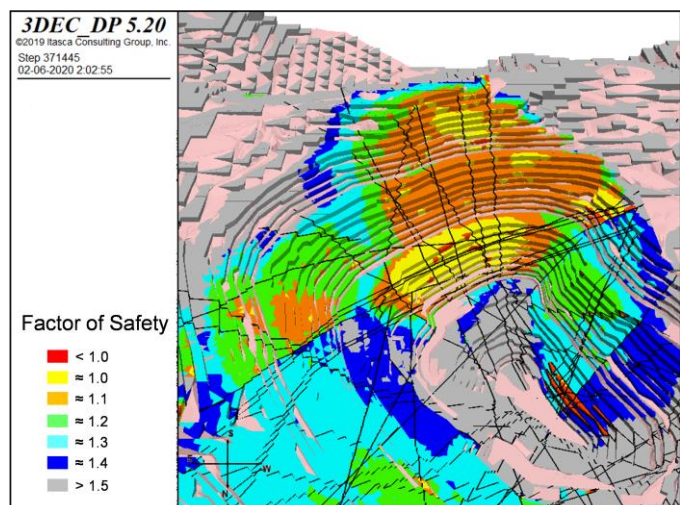 3DEC_DP 5.20
©2019 Itasca Consulting Group, Inc.
Step 371445
02-06-2020 2:02:55
Factor of Safety
< 1.0
≈ 1.0
≈ 1.1
≈ 1.2
≈ 1.3
≈ 1.4
> 1.5
S
E
W
N